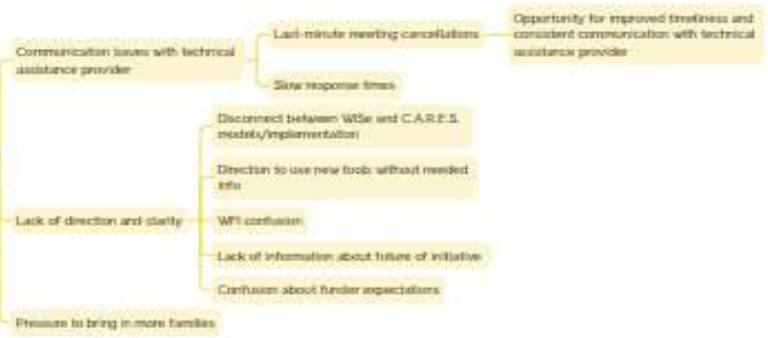 Communication issues with technical
assistance provider
Last-minute meeting cancellations
Opportunity for improved timeliness and
consistent communication with technical
assistance provider
Slow response times
Lack of direction and clarity
Disconnect between WISe and C.A.R.E.S.
models/implementation
Direction to use new tools without needed
info
WFI confusion
Lack of information about future of initiative
Confusion about funder expectations
Pressure to bring in more families